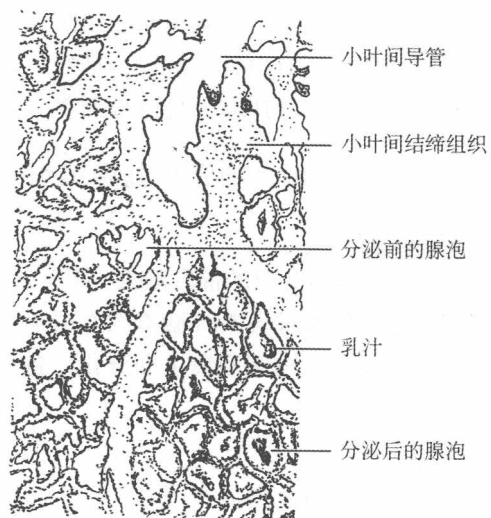 小叶间导管
小叶间结缔组织
分泌前的腺泡
乳汁
分泌后的腺泡